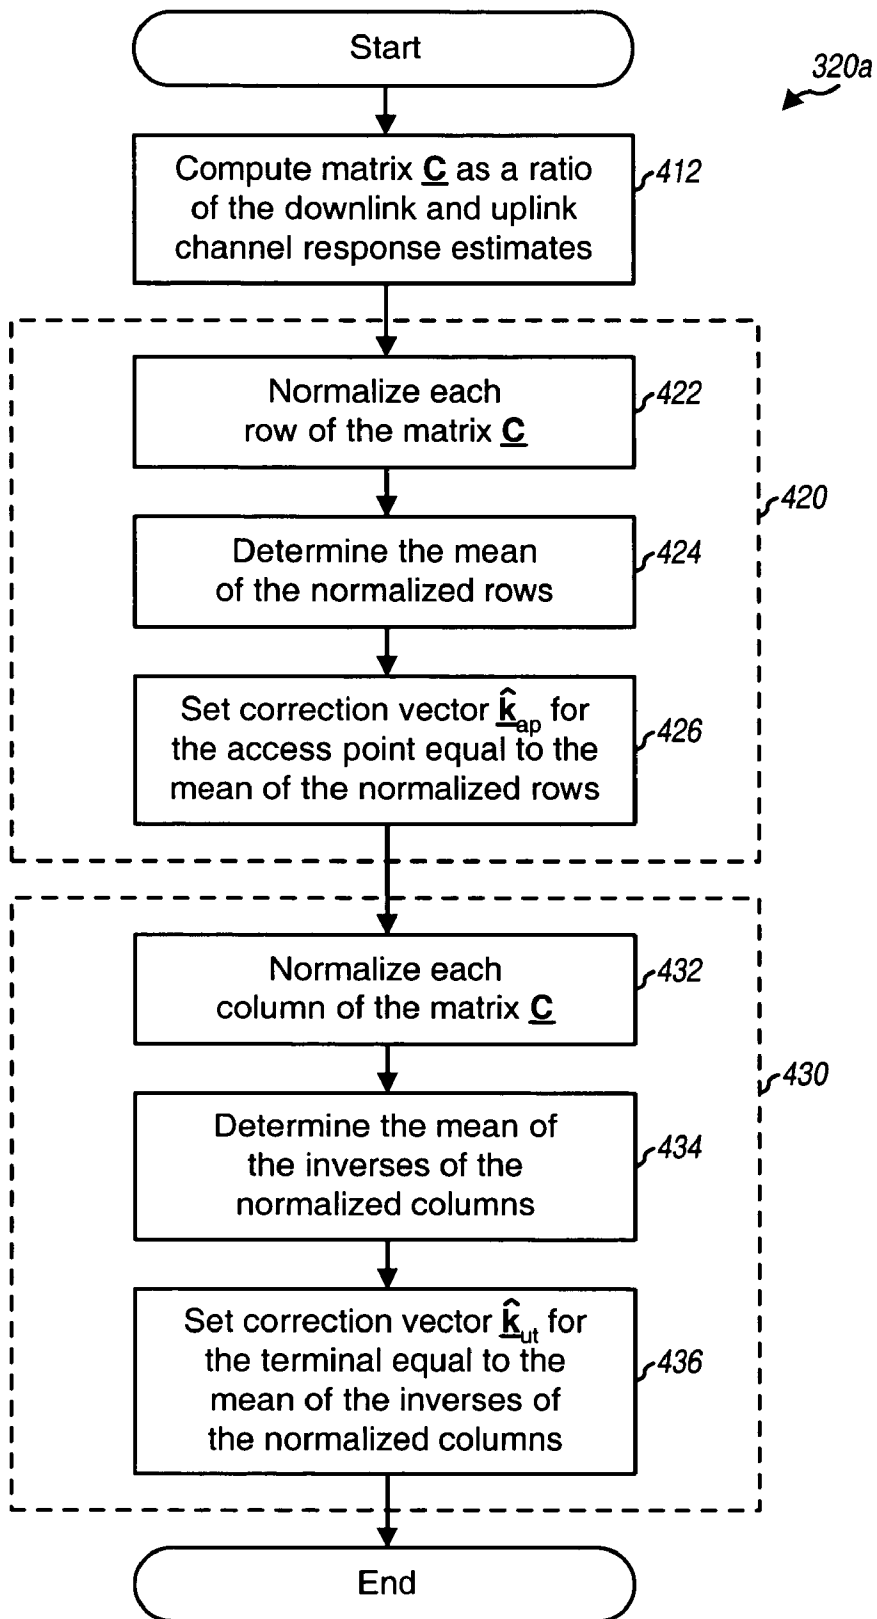 Start
320a
Compute matrix C as a ratio
of the downlink and uplink
channel response estimates
412
Normalize each
row of the matrix C
422
420
Determine the mean
of the normalized rows
424
Set correction vector k̂ap for
the access point equal to the
mean of the normalized rows
426
Normalize each
column of the matrix C
432
430
Determine the mean of
the inverses of the
normalized columns
434
Set correction vector k̂ut for
the terminal equal to the
mean of the inverses of
the normalized columns
436
End